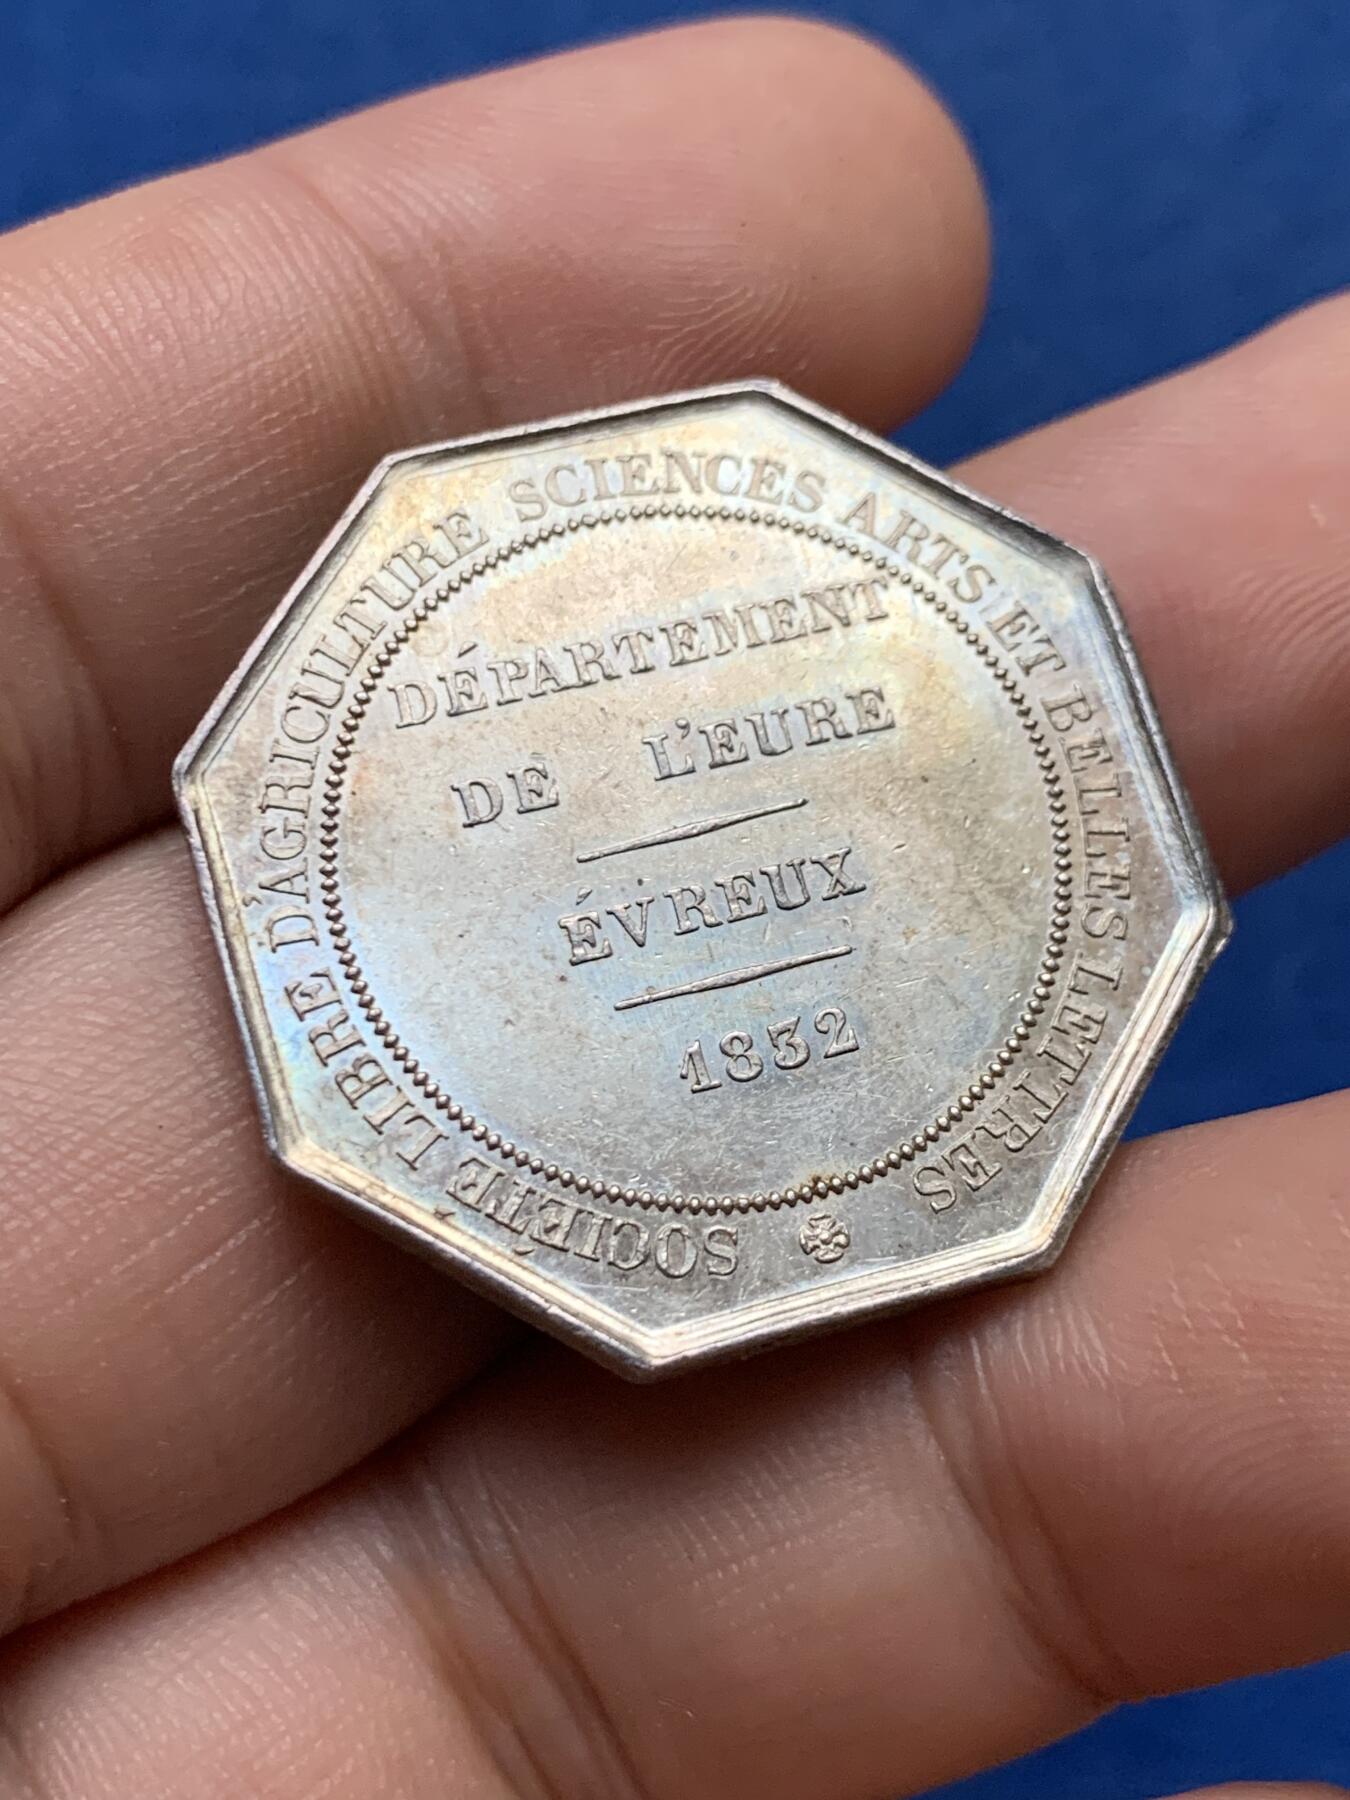 SOCIÉTÉ LIBRE D'AGRICULTURE SCIENCES ARTS ET BELLES LETTRES
DÉPARTEMENT
DE L'EURE
ÉVREUX
1832